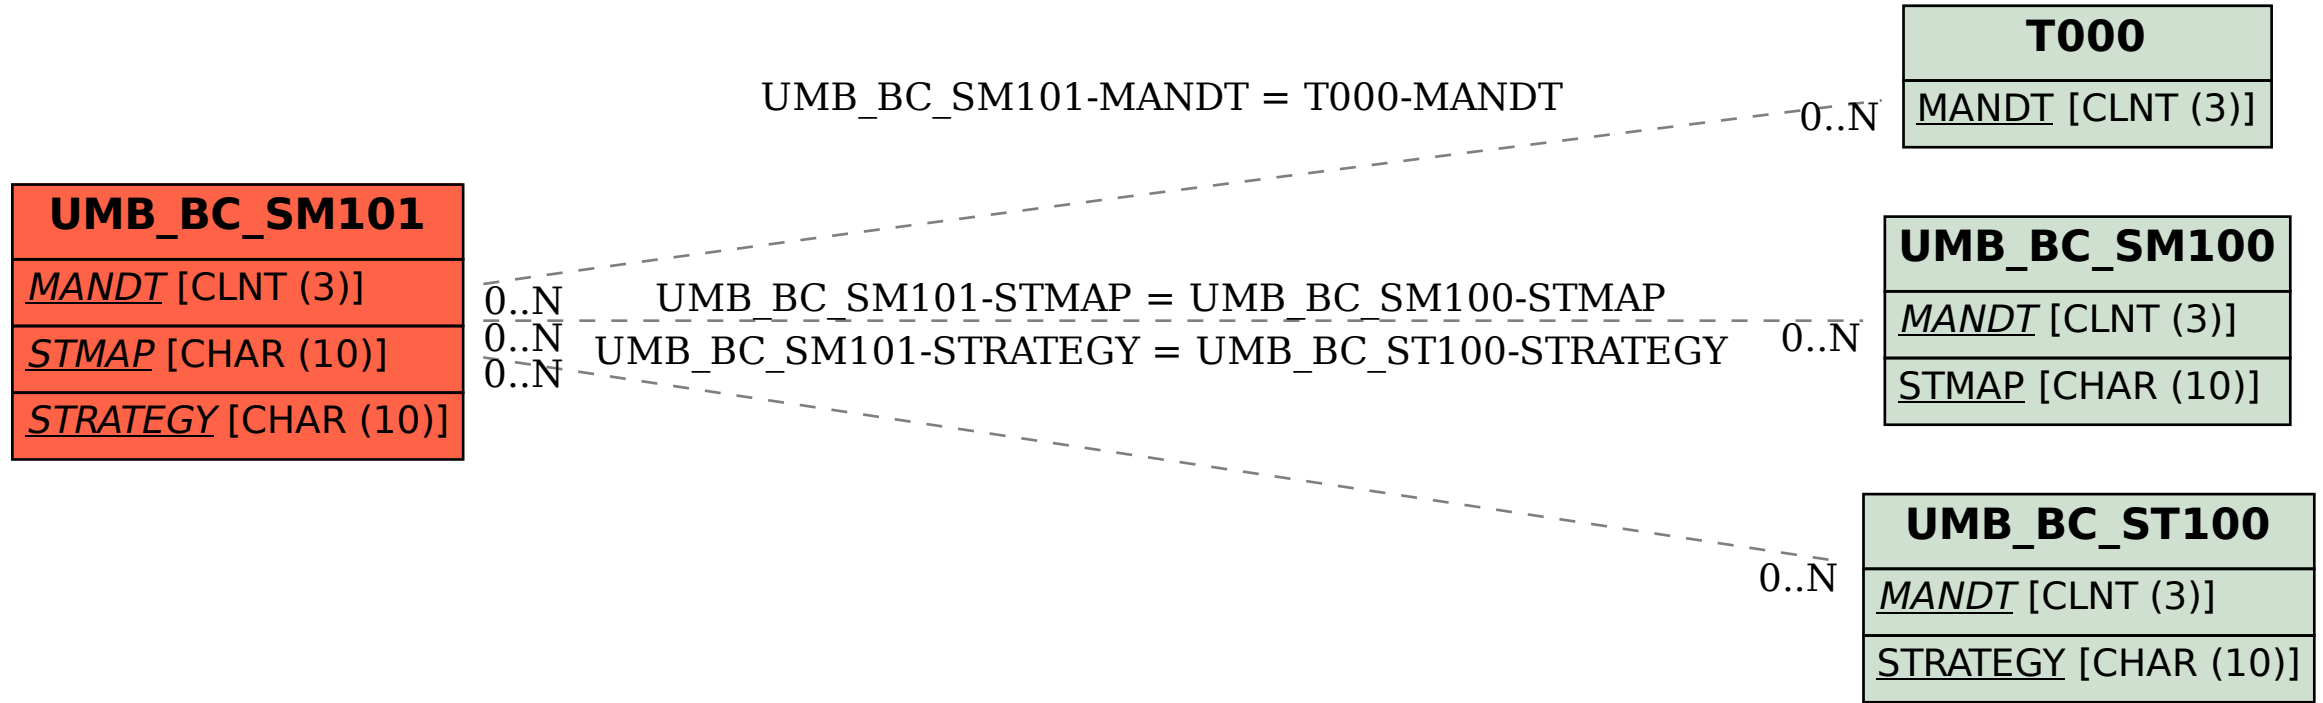 T000
MANDT [CLNT (3)]
UMB_BC_SM101-MANDT = T000-MANDT
0..N
UMB_BC_SM101
MANDT [CLNT (3)]
STMAP [CHAR (10)]
STRATEGY [CHAR (10)]
0..N
0..N
0..N
UMB_BC_SM101-STMAP = UMB_BC_SM100-STMAP
0..N
UMB_BC_SM101-STRATEGY = UMB_BC_ST100-STRATEGY
UMB_BC_SM100
MANDT [CLNT (3)]
STMAP [CHAR (10)]
0..N
UMB_BC_ST100
MANDT [CLNT (3)]
STRATEGY [CHAR (10)]